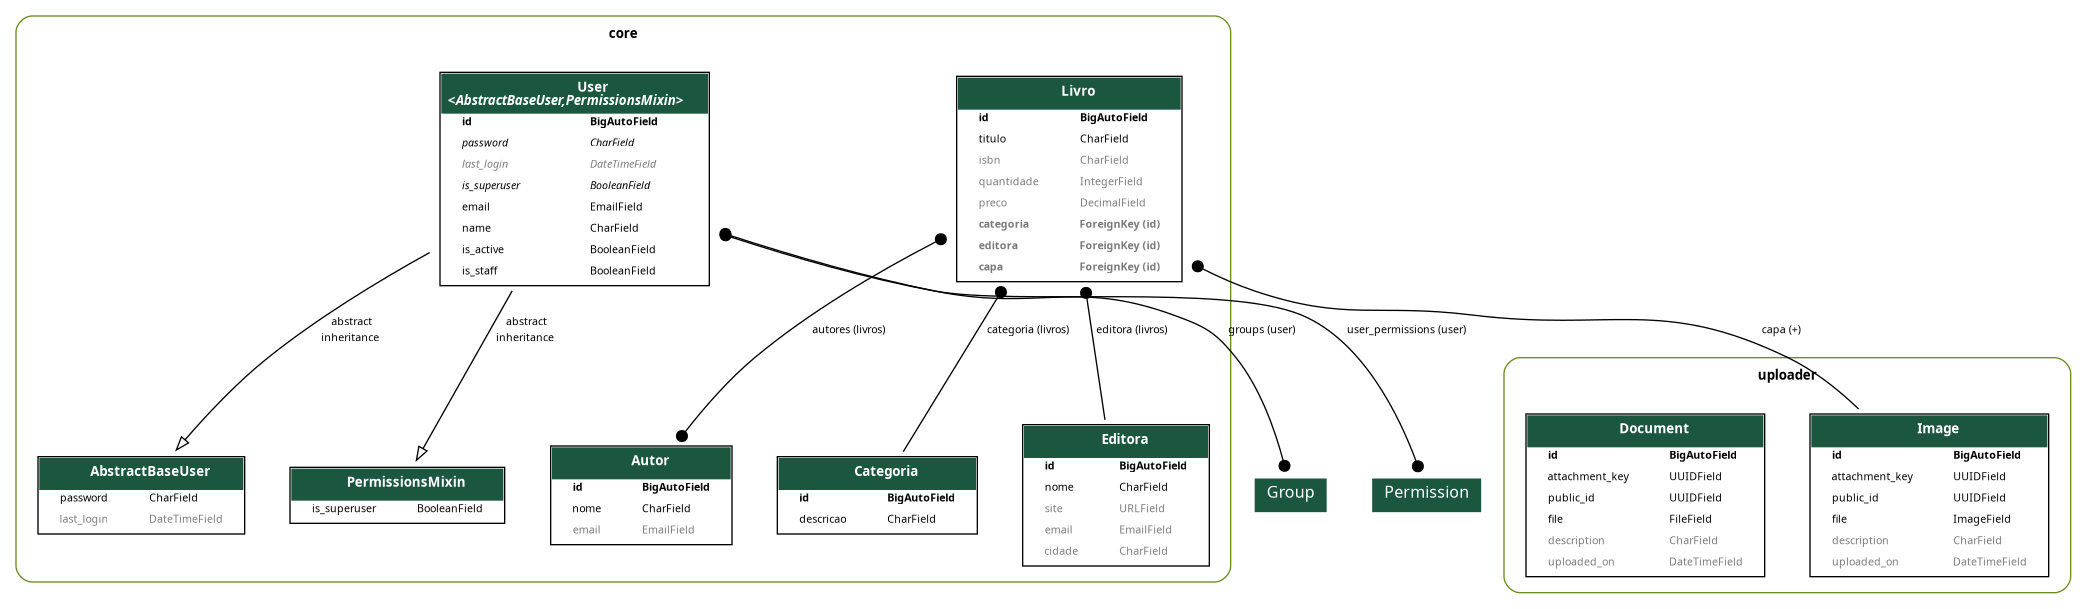 core
User
<AbstractBaseUser,PermissionsMixin>
id BigAutoField
password CharField
last_login DateTimeField
is_superuser BooleanField
email EmailField
name CharField
is_active BooleanField
is_staff BooleanField
Livro
id BigAutoField
titulo CharField
isbn CharField
quantidade IntegerField
preco DecimalField
categoria ForeignKey (id)
editora ForeignKey (id)
capa ForeignKey (id)
abstract
inheritance
abstract
inheritance
autores (livros)
categoria (livros)
editora (livros)
groups (user)
user_permissions (user)
capa (+)
AbstractBaseUser
password CharField
last_login DateTimeField
PermissionsMixin
is_superuser BooleanField
Autor
id BigAutoField
nome CharField
email EmailField
Categoria
id BigAutoField
descricao CharField
Editora
id BigAutoField
nome CharField
site URLField
email EmailField
cidade CharField
Group
Permission
uploader
Document
id BigAutoField
attachment_key UUIDField
public_id UUIDField
file FileField
description CharField
uploaded_on DateTimeField
Image
id BigAutoField
attachment_key UUIDField
public_id UUIDField
file ImageField
description CharField
uploaded_on DateTimeField